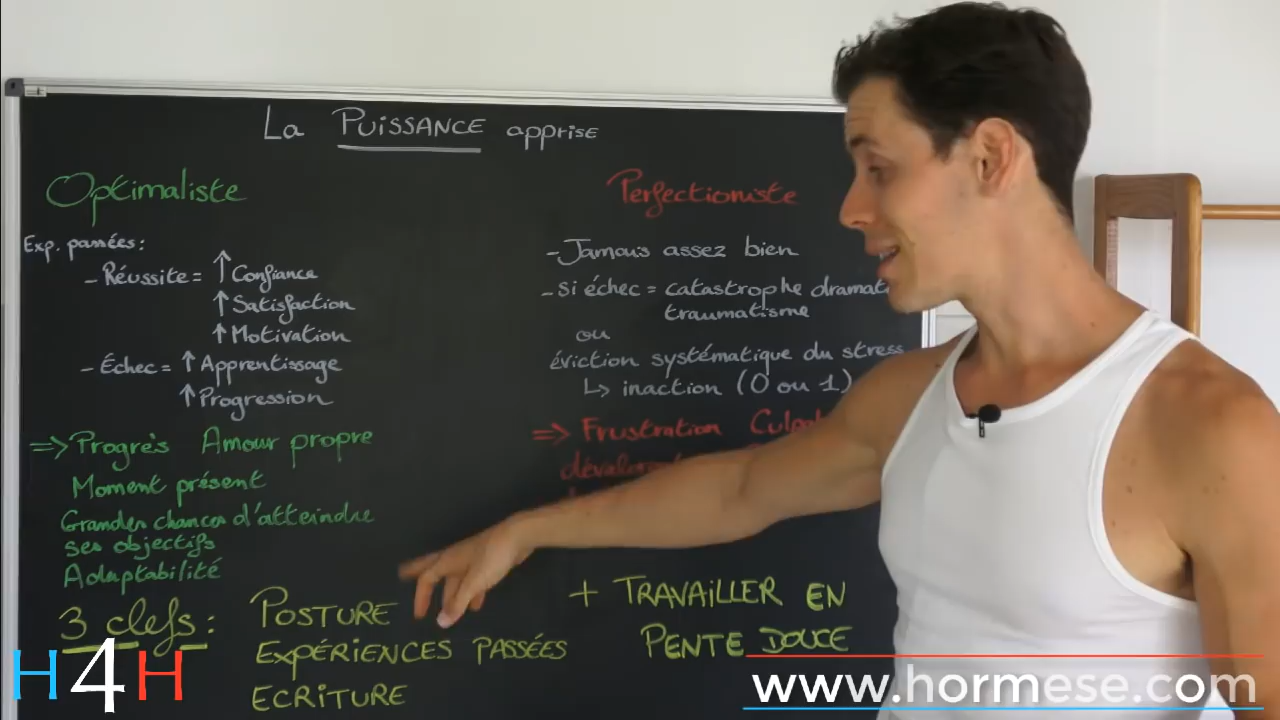 La PUISSANCE apprise
Optimaliste
Exp. passées:
- Réussite = ↑ Confiance
↑ Satisfaction
↑ Motivation
- Échec = ↑ Apprentissage
↑ Progression
=> Progrès Amour propre
Moment présent
Grandes chances d'atteindre
ses objectifs
Adaptabilité
Perfectioniste
- Jamais assez bien
- Si échec = catastrophe
traumatisme
ou
éviction systématique du stress
↳ inaction (0 ou 1)
=> Frustration
3 clefs:
POSTURE
EXPÉRIENCES PASSÉES
ECRITURE
+ TRAVAILLER EN
PENTE DOUCE
H4H
www.hormese.com